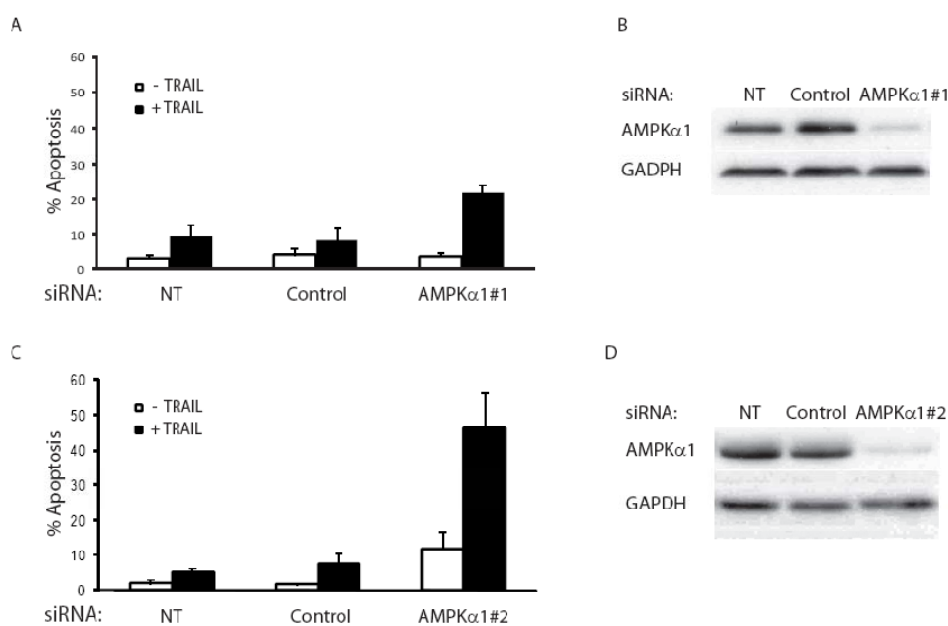 A
60
50
40
30
20
10
0
% Apoptosis
- TRAIL
+ TRAIL
siRNA: NT Control AMPKα1#1
B
siRNA: NT Control AMPKα1#1
AMPKα1
GADPH
C
60
50
40
30
20
10
0
% Apoptosis
- TRAIL
+ TRAIL
siRNA: NT Control AMPKα1#2
D
siRNA: NT Control AMPKα1#2
AMPKα1
GAPDH